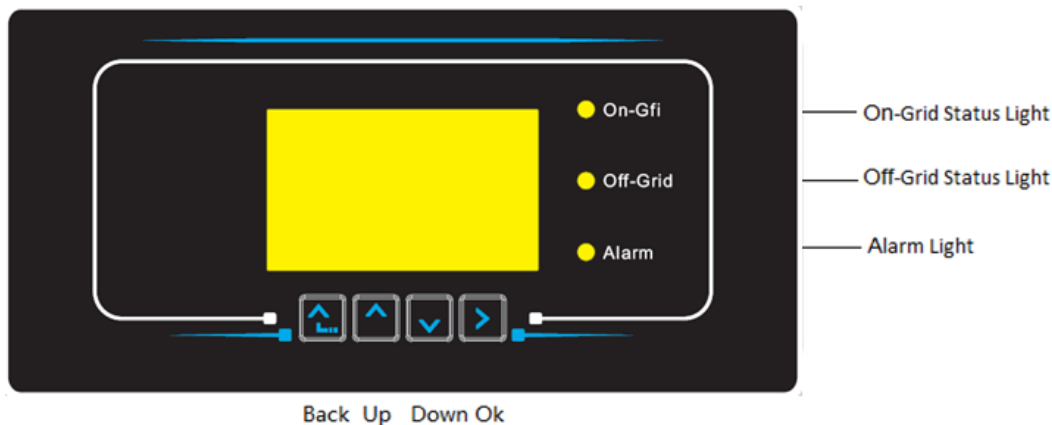 On-Gfi
On-Grid Status Light
Off-Grid
Off-Grid Status Light
Alarm
Alarm Light
Back Up Down Ok